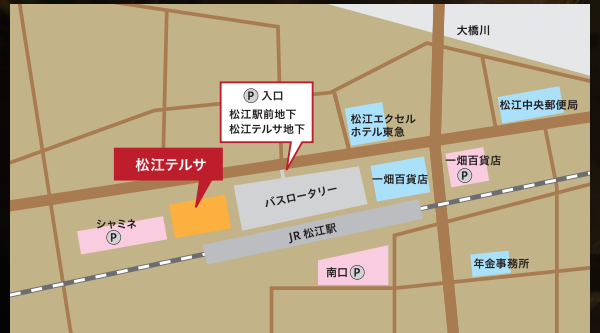 大橋川
Ⓟ 入口
松江駅前地下
松江テルサ地下
松江エクセル
ホテル東急
松江中央郵便局
松江テルサ
一畑百貨店
Ⓟ
一畑百貨店
バスロータリー
シャミネ
Ⓟ
JR 松江駅
南口 Ⓟ
年金事務所